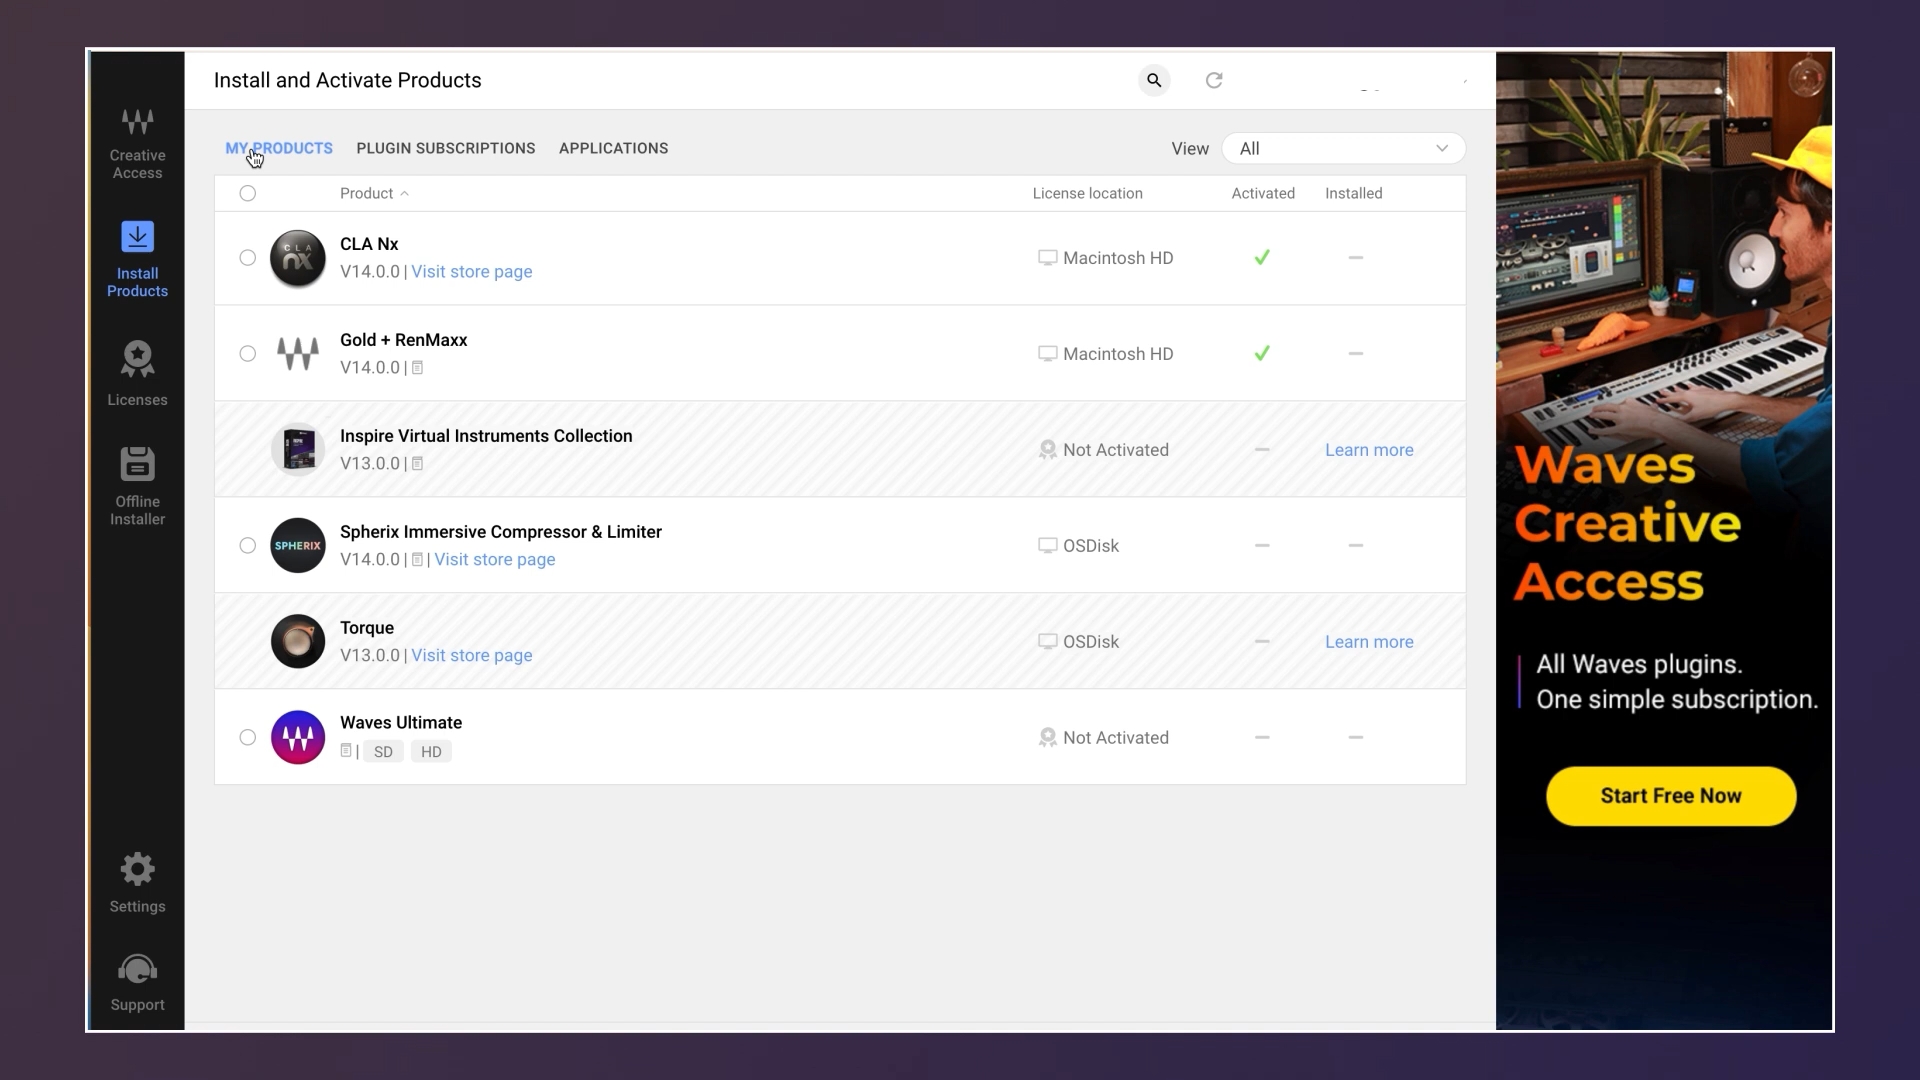 Install and Activate Products
Creative
Access
Install
Products
Licenses
Offline
Installer
Settings
Support
MY PRODUCTS PLUGIN SUBSCRIPTIONS APPLICATIONS
View All
Product License location Activated Installed
CLA
nx
CLA Nx
V14.0.0 | Visit store page
Macintosh HD
Gold + RenMaxx
V14.0.0 |
Macintosh HD
Inspire Virtual Instruments Collection
V13.0.0 |
Not Activated
Learn more
SPHERIX
Spherix Immersive Compressor & Limiter
V14.0.0 | | Visit store page
OSDisk
Torque
V13.0.0 | Visit store page
OSDisk
Learn more
Waves Ultimate
| SD HD
Not Activated
Waves
Creative
Access
All Waves plugins.
One simple subscription.
Start Free Now